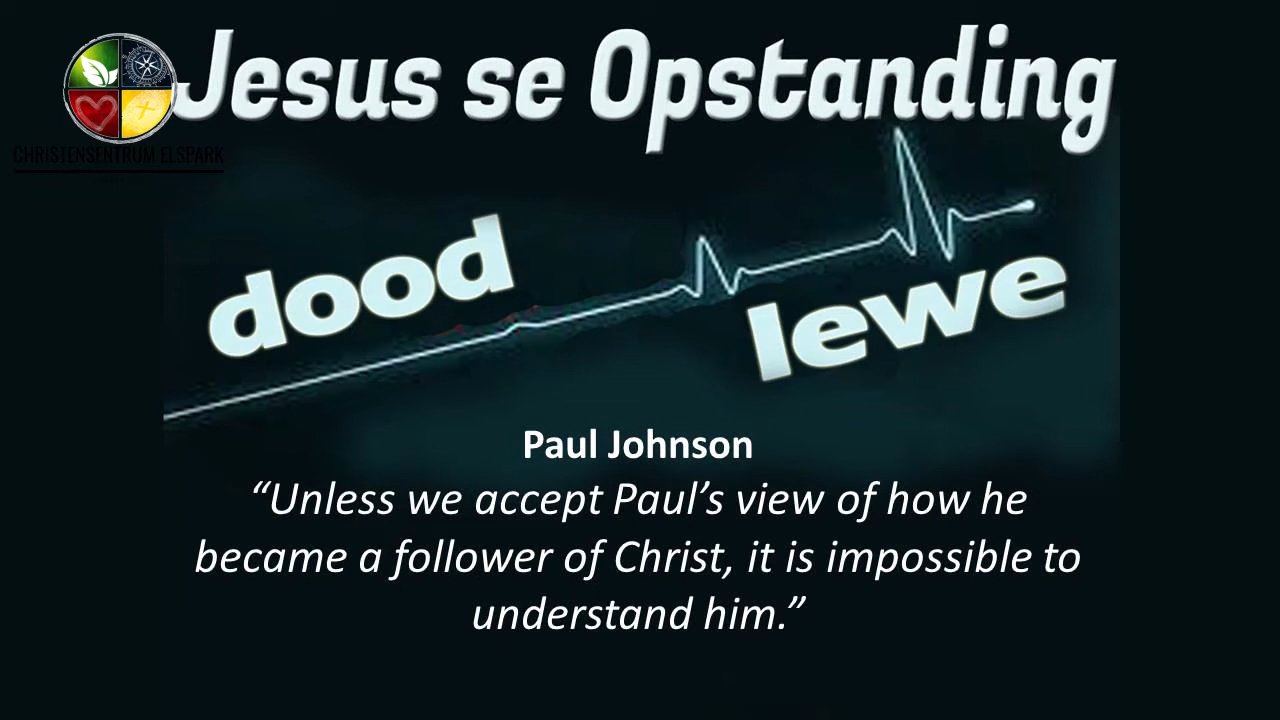 Jesus se Opstanding
CHRISTENSENTRUM ELSPARK
dood
lewe
Paul Johnson
“Unless we accept Paul’s view of how he
became a follower of Christ, it is impossible to
understand him.”